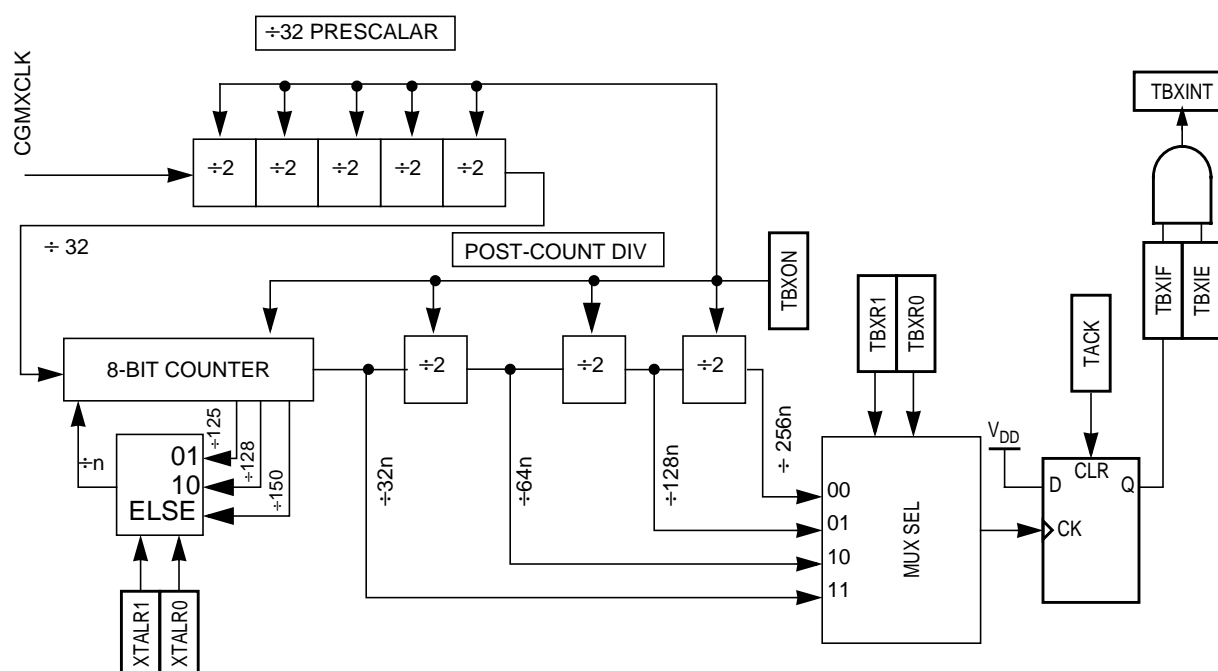 ÷32 PRESCALAR
CGMXCLK
÷2 ÷2 ÷2 ÷2 ÷2
TBXINT
÷ 32
POST-COUNT DIV
TBXON
TBXIF
TBXIE
TBXR1
TBXR0
TACK
8-BIT COUNTER
÷2 ÷2 ÷2
÷n
÷125
÷128
÷150
01
10
ELSE
÷32n
÷64n
÷128n
÷ 256n
XTALR1
XTALR0
00
01
10
11
MUX SEL
VDD
CLR
D Q
CK